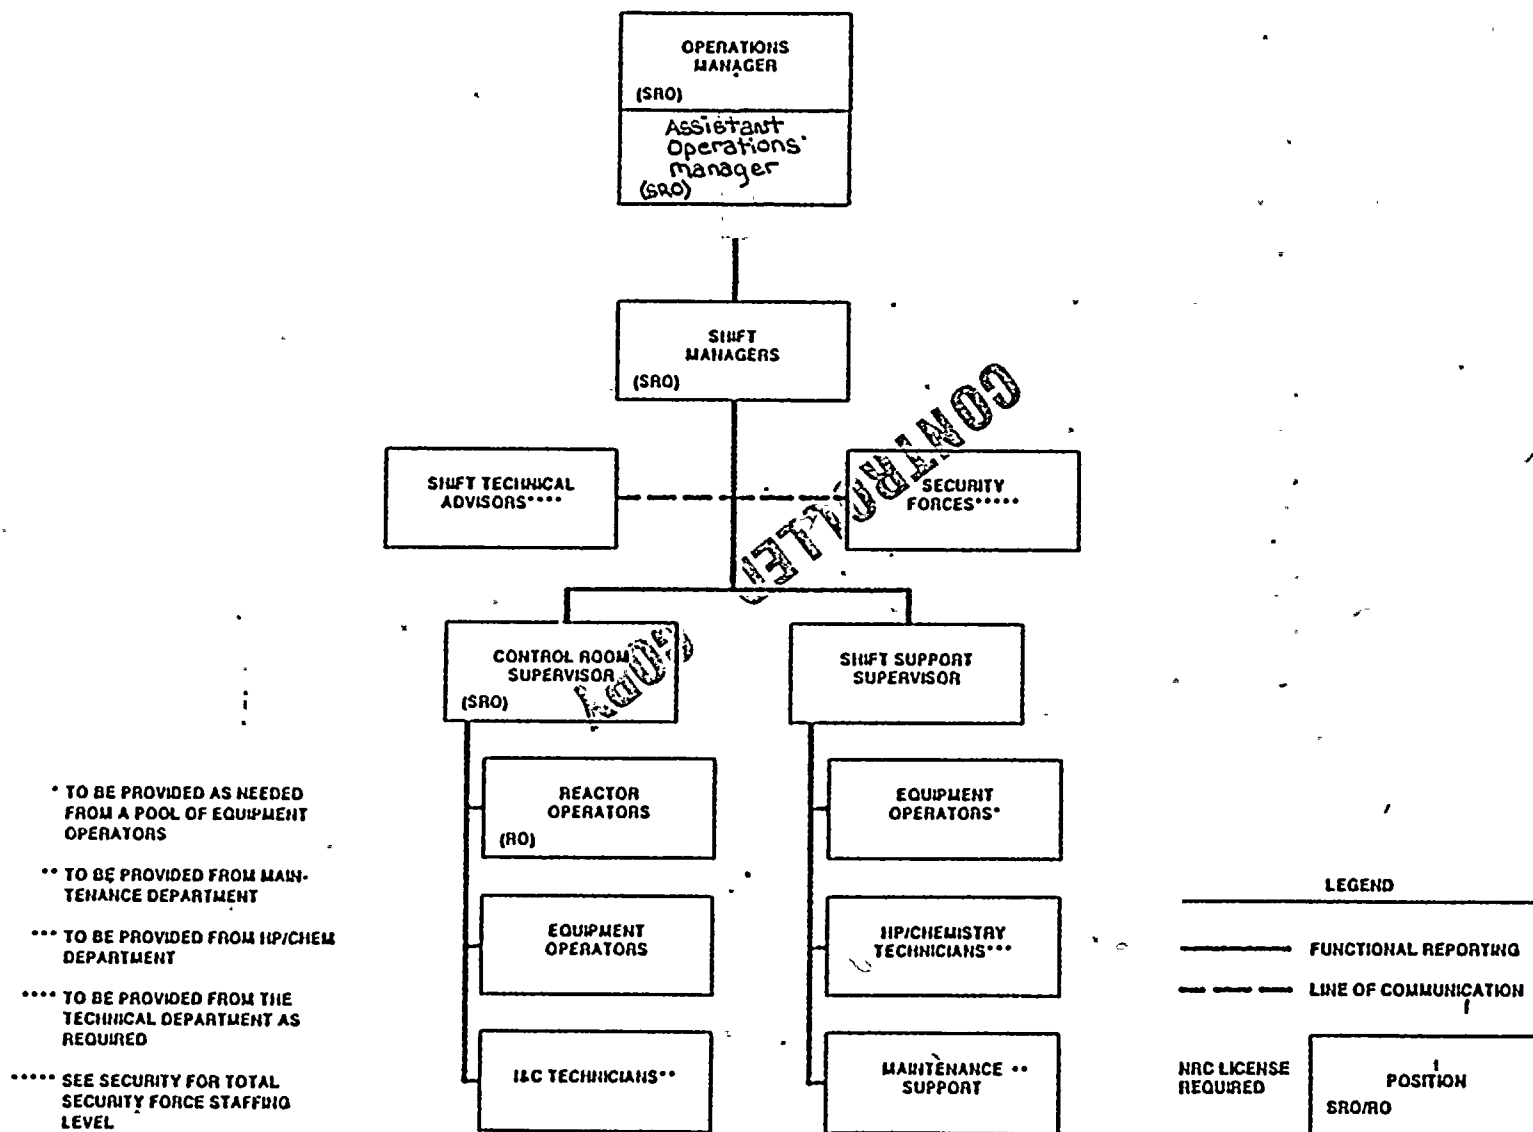 OPERATIONS
MANAGER
(SRO)
Assistant
Operations
manager
(SRO)
SHIFT
MANAGERS
(SRO)
SHIFT TECHNICAL
ADVISORS****
SECURITY
FORCES*****
CONTROLLED COPY
CONTROL ROOM
SUPERVISOR
(SRO)
SHIFT SUPPORT
SUPERVISOR
REACTOR
OPERATORS
(RO)
EQUIPMENT
OPERATORS*
EQUIPMENT
OPERATORS
HP/CHEMISTRY
TECHNICIANS***
I&C TECHNICIANS**
MAINTENANCE **
SUPPORT
* TO BE PROVIDED AS NEEDED
FROM A POOL OF EQUIPMENT
OPERATORS
** TO BE PROVIDED FROM MAIN-
TENANCE DEPARTMENT
*** TO BE PROVIDED FROM HP/CHEM
DEPARTMENT
**** TO BE PROVIDED FROM THE
TECHNICAL DEPARTMENT AS
REQUIRED
***** SEE SECURITY FOR TOTAL
SECURITY FORCE STAFFING
LEVEL
LEGEND
FUNCTIONAL REPORTING
LINE OF COMMUNICATION
NRC LICENSE
REQUIRED
POSITION
SRO/RO